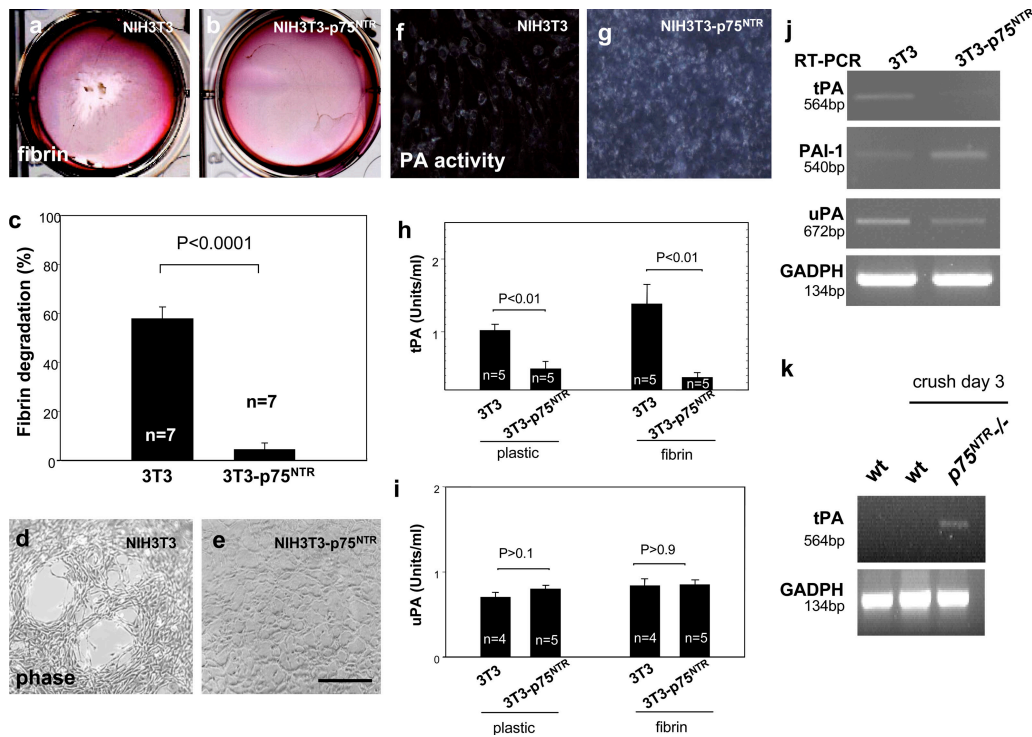 a NIH3T3
b NIH3T3-p75NTR
fibrin
f NIH3T3
g NIH3T3-p75NTR
PA activity
j
RT-PCR 3T3 3T3-p75NTR
tPA
564bp
PAI-1
540bp
uPA
672bp
GADPH
134bp
c
Fibrin degradation (%)
100
80
60
40
20
0
P<0.0001
n=7
n=7
3T3 3T3-p75NTR
h
tPA (Units/ml)
2
1
P<0.01
P<0.01
n=5 n=5 n=5 n=5
3T3 3T3-p75NTR 3T3 3T3-p75NTR
plastic fibrin
d NIH3T3
e NIH3T3-p75NTR
phase
i
uPA (Units/ml)
2
1
0
P>0.1
P>0.9
n=4 n=5 n=4 n=5
3T3 3T3-p75NTR 3T3 3T3-p75NTR
plastic fibrin
k
crush day 3
wt wt p75NTR-/-
tPA
564bp
GADPH
134bp